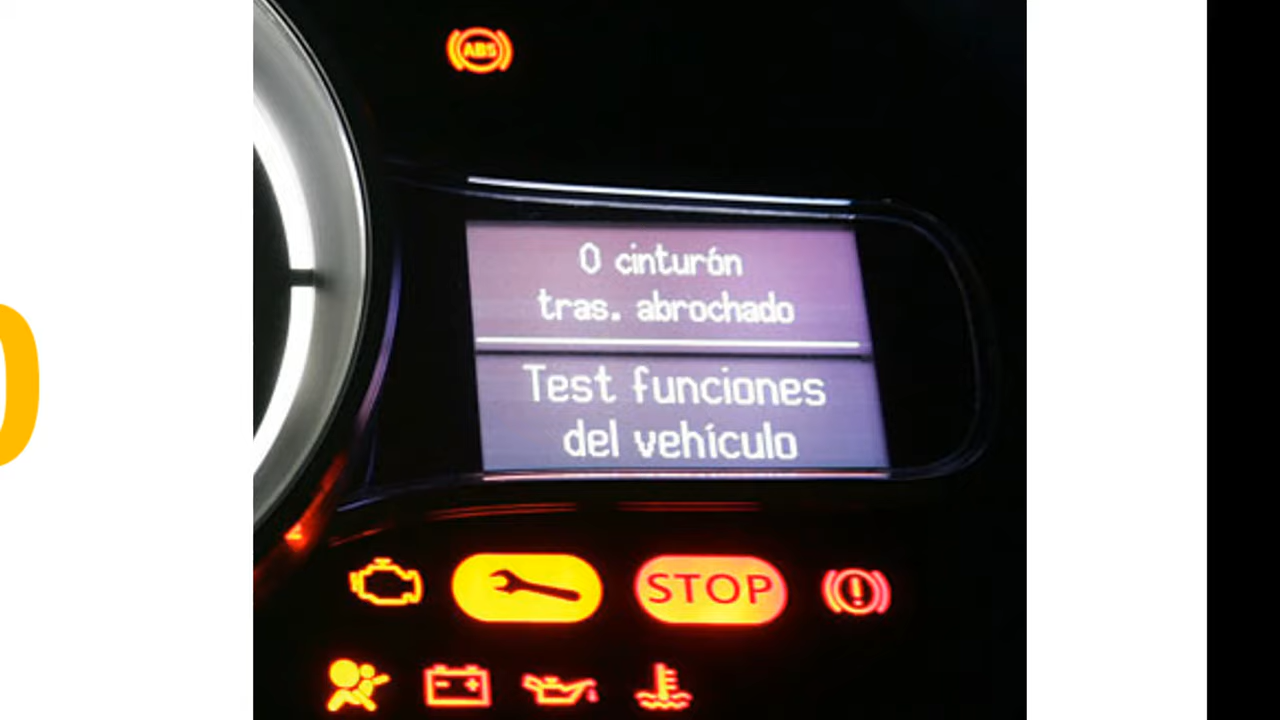 ABS
0 cinturón
tras. abrochado
Test funciones
del vehículo
STOP